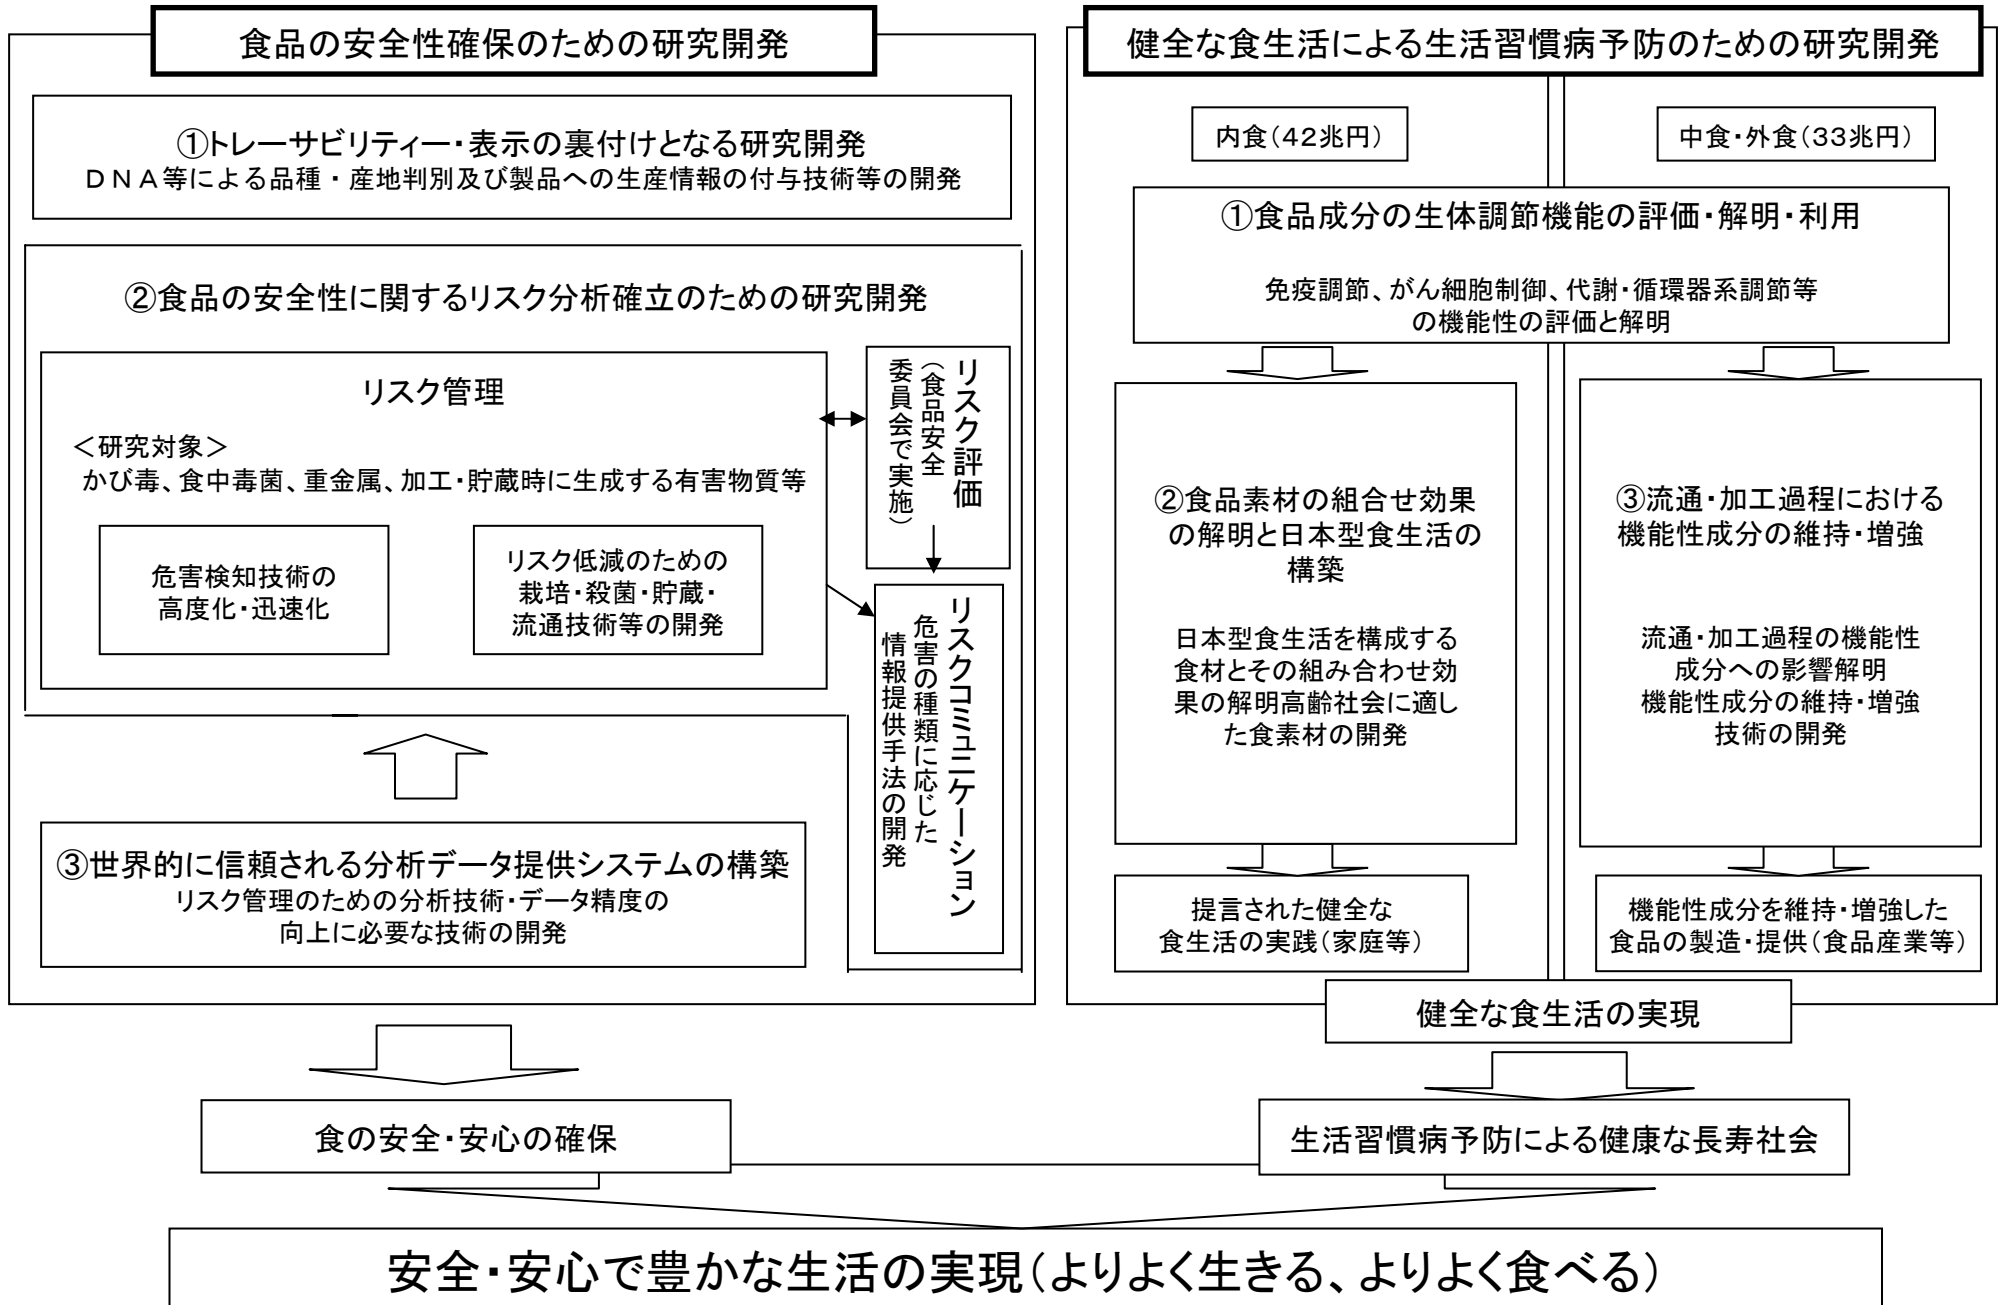 食品の安全性確保のための研究開発
①トレーサビリティー・表示の裏付けとなる研究開発
ＤＮＡ等による品種・産地判別及び製品への生産情報の付与技術等の開発
②食品の安全性に関するリスク分析確立のための研究開発
リスク管理
＜研究対象＞
かび毒、食中毒菌、重金属、加工・貯蔵時に生成する有害物質等
危害検知技術の
高度化・迅速化
リスク低減のための
栽培・殺菌・貯蔵・
流通技術等の開発
リスク評価
（食品安全
委員会で実施）
リスクコミュニケーション
危害の種類に応じた
情報提供手法の開発
③世界的に信頼される分析データ提供システムの構築
リスク管理のための分析技術・データ精度の
向上に必要な技術の開発
健全な食生活による生活習慣病予防のための研究開発
内食（４２兆円）
中食・外食（３３兆円）
①食品成分の生体調節機能の評価・解明・利用
免疫調節、がん細胞制御、代謝・循環器系調節等
の機能性の評価と解明
②食品素材の組合せ効果
の解明と日本型食生活の
構築
日本型食生活を構成する
食材とその組み合わせ効
果の解明高齢社会に適し
た食素材の開発
③流通・加工過程における
機能性成分の維持・増強
流通・加工過程の機能性
成分への影響解明
機能性成分の維持・増強
技術の開発
提言された健全な
食生活の実践（家庭等）
機能性成分を維持・増強した
食品の製造・提供（食品産業等）
健全な食生活の実現
食の安全・安心の確保
生活習慣病予防による健康な長寿社会
安全・安心で豊かな生活の実現（よりよく生きる、よりよく食べる）